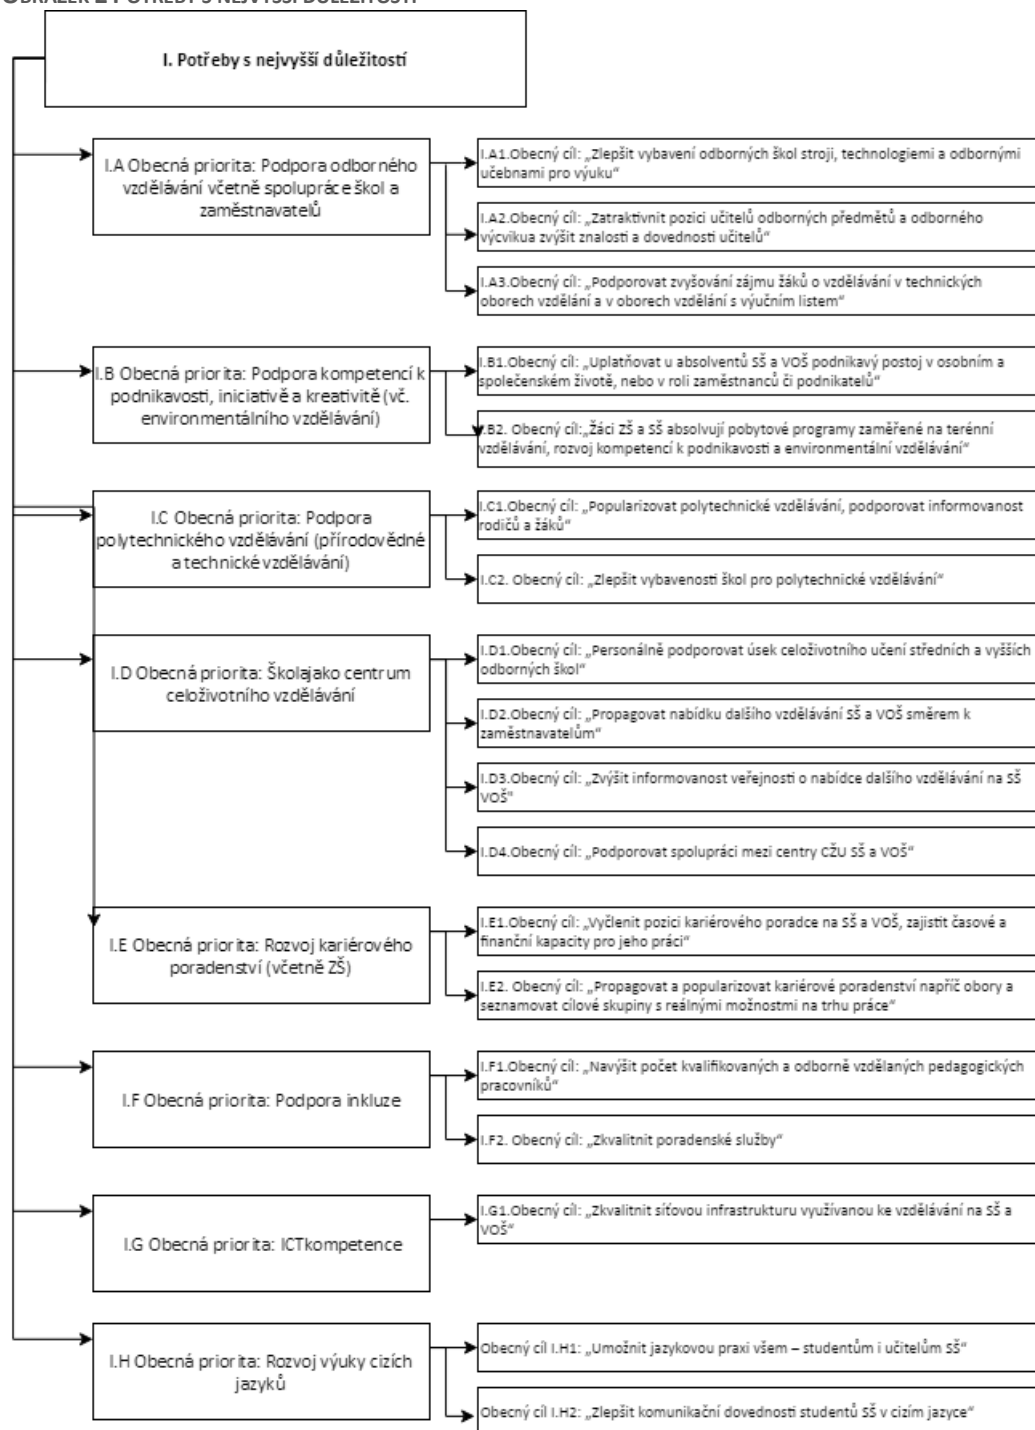 OBRÁZEK 2 POTŘEBY S NEJVYŠŠÍ DŮLEŽITOSTÍ
I. Potřeby s nejvyšší důležitostí
I.A Obecná priorita: Podpora odborného
vzdělávání včetně spolupráce škol a
zaměstnavatelů
I.A1.Obecný cíl: „Zlepšit vybavení odborných škol stroji, technologiemi a odbornými
učebnami pro výuku“
I.A2.Obecný cíl: „Zatraktivnit pozici učitelů odborných předmětů a odborného
výcvikua zvýšit znalosti a dovednosti učitelů“
I.A3.Obecný cíl: „Podporovat zvyšování zájmu žáků o vzdělávání v technických
oborech vzdělání a v oborech vzdělání s výučním listem“
I.B Obecná priorita: Podpora kompetencí k
podnikavosti, iniciativě a kreativitě (vč.
environmentálního vzdělávání)
I.B1.Obecný cíl: „Uplatňovat u absolventů SŠ a VOŠ podnikavý postoj v osobním a
společenském životě, nebo v roli zaměstnanců či podnikatelů“
I.B2. Obecný cíl:„Žáci ZŠ a SŠ absolvují pobytové programy zaměřené na terénní
vzdělávání, rozvoj kompetencí k podnikavosti a environmentální vzdělávání“
I.C Obecná priorita: Podpora
polytechnického vzdělávání (přírodovědné
a technické vzdělávání)
I.C1.Obecný cíl: „Popularizovat polytechnické vzdělávání, podporovat informovanost
rodičů a žáků“
I.C2. Obecný cíl: „Zlepšit vybavenosti škol pro polytechnické vzdělávání“
I.D Obecná priorita: Školajako centrum
celoživotního vzdělávání
I.D1.Obecný cíl: „Personálně podporovat úsek celoživotního učení středních a vyšších
odborných škol“
I.D2.Obecný cíl: „Propagovat nabídku dalšího vzdělávání SŠ a VOŠ směrem k
zaměstnavatelům“
I.D3.Obecný cíl: „Zvýšit informovanost veřejnosti o nabídce dalšího vzdělávání na SŠ
VOŠ“
I.D4.Obecný cíl: „Podporovat spolupráci mezi centry CŽU SŠ a VOŠ“
I.E Obecná priorita: Rozvoj kariérového
poradenství (včetně ZŠ)
I.E1.Obecný cíl: „Vyčlenit pozici kariérového poradce na SŠ a VOŠ, zajistit časové a
finanční kapacity pro jeho práci“
I.E2. Obecný cíl: „Propagovat a popularizovat kariérové poradenství napříč obory a
seznamovat cílové skupiny s reálnými možnostmi na trhu práce“
I.F Obecná priorita: Podpora inkluze
I.F1.Obecný cíl: „Navýšit počet kvalifikovaných a odborně vzdělaných pedagogických
pracovníků“
I.F2. Obecný cíl: „Zkvalitnit poradenské služby“
I.G Obecná priorita: ICTkompetence
I.G1.Obecný cíl: „Zkvalitnit síťovou infrastrukturu využívanou ke vzdělávání na SŠ a
VOŠ“
I.H Obecná priorita: Rozvoj výuky cizích
jazyků
Obecný cíl I.H1: „Umožnit jazykovou praxi všem – studentům i učitelům SŠ“
Obecný cíl I.H2: „Zlepšit komunikační dovednosti studentů SŠ v cizím jazyce“